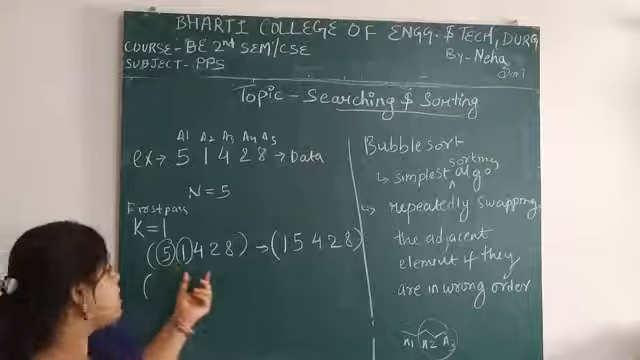 BHARTI COLLEGE OF ENGG. & TECH, DURG
COURSE - BE 2nd SEM/CSE
By - Neha
SUBJECT - PPS
Topic - Searching & Sorting
A1 A2 A3 A4 A5
ex → 5 1 4 2 8 → Data
N = 5
First pass
K = 1
(5 1 4 2 8) → (1 5 4 2 8)
(
Bubble sort
sorting
↳ simplest ^ algo
↳ repeatedly swapping
the adjacent
element if they
are in wrong order
A1 A2 A3